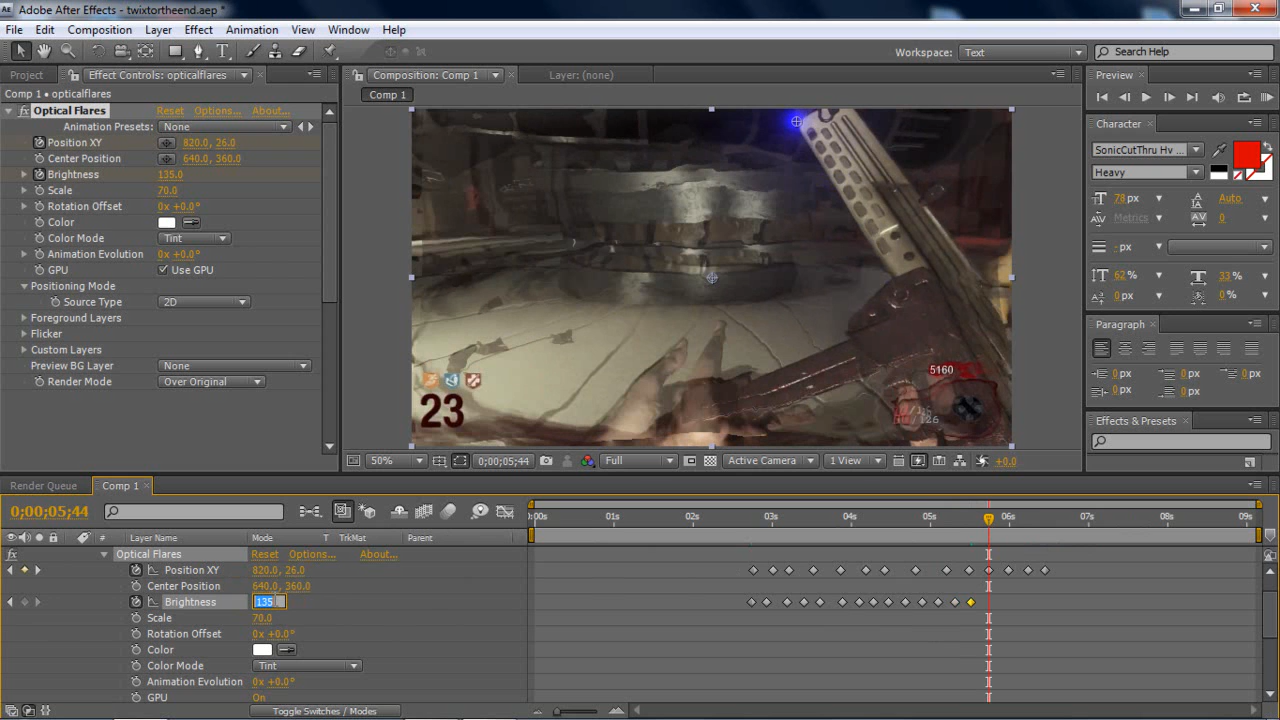 Adobe After Effects - twixtortheend.aep *
File Edit Composition Layer Effect Animation View Window Help
Workspace: Text Search Help
Project Effect Controls: opticalflares Composition: Comp 1 Layer: (none) Preview
Comp 1 • opticalflares
Comp 1
Optical Flares Reset Options... About...
Animation Presets: None
Position XY 820.0, 26.0
Center Position 640.0, 360.0
Brightness 135.0
Scale 70.0
Rotation Offset 0x +0.0°
Color
Color Mode Tint
Animation Evolution 0x +0.0°
GPU Use GPU
Positioning Mode
Source Type 2D
Foreground Layers
Flicker
Custom Layers
Preview BG Layer None
Render Mode Over Original
5160
23
Character
SonicCutThru Hv ...
Heavy
78 px Auto
Metrics 0
- px
62 % 33 %
0 px 0 %
Paragraph
0 px 0 px 0 px
0 px 0 px
Effects & Presets
50% 0;00;05;44 Full Active Camera 1 View +0.0
Render Queue Comp 1
0;00;05;44
:00s 01s 02s 03s 04s 05s 06s 07s 08s 09s
# Layer Name Mode T TrkMat Parent
Optical Flares Reset Options... About...
Position XY 820.0, 26.0
Center Position 640.0, 360.0
Brightness 135
Scale 70.0
Rotation Offset 0x +0.0°
Color
Color Mode Tint
Animation Evolution 0x +0.0°
GPU On
Toggle Switches / Modes